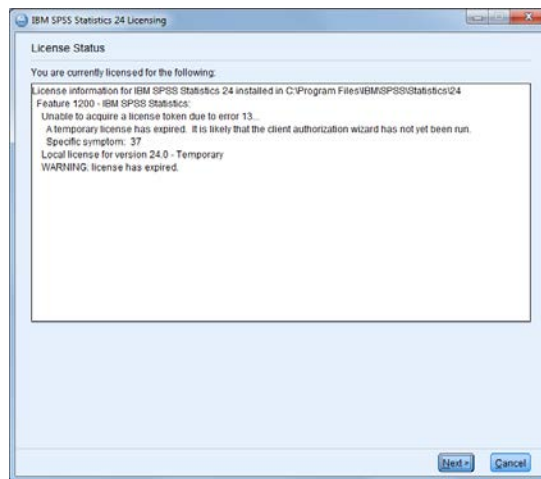 IBM SPSS Statistics 24 Licensing
License Status
You are currently licensed for the following:
License information for IBM SPSS Statistics 24 installed in C:\Program Files\IBM\SPSS\Statistics\24
Feature 1200 - IBM SPSS Statistics:
Unable to acquire a license token due to error 13...
A temporary license has expired. It is likely that the client authorization wizard has not yet been run.
Specific symptom: 37
Local license for version 24.0 - Temporary
WARNING: license has expired.
Next >
Cancel